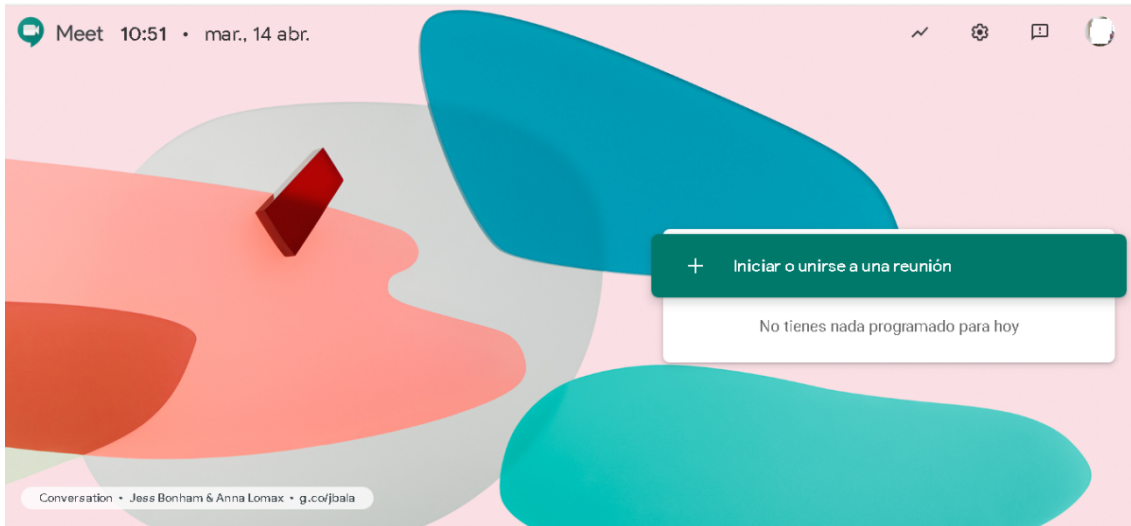 Meet 10:51 • mar., 14 abr.
+ Iniciar o unirse a una reunión
No tienes nada programado para hoy
Conversation • Jess Bonham & Anna Lomax • g.co/jbala